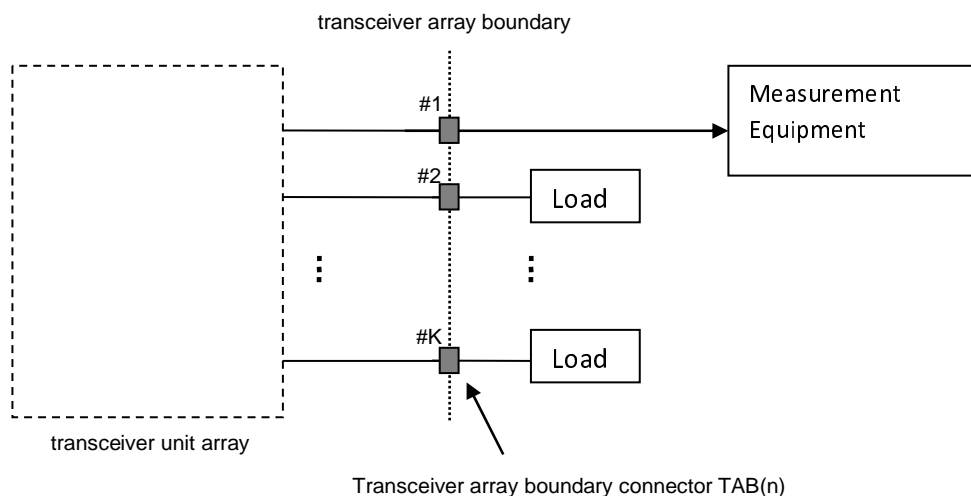 transceiver array boundary
#1
Measurement
Equipment
#2
Load
#K
Load
transceiver unit array
Transceiver array boundary connector TAB(n)